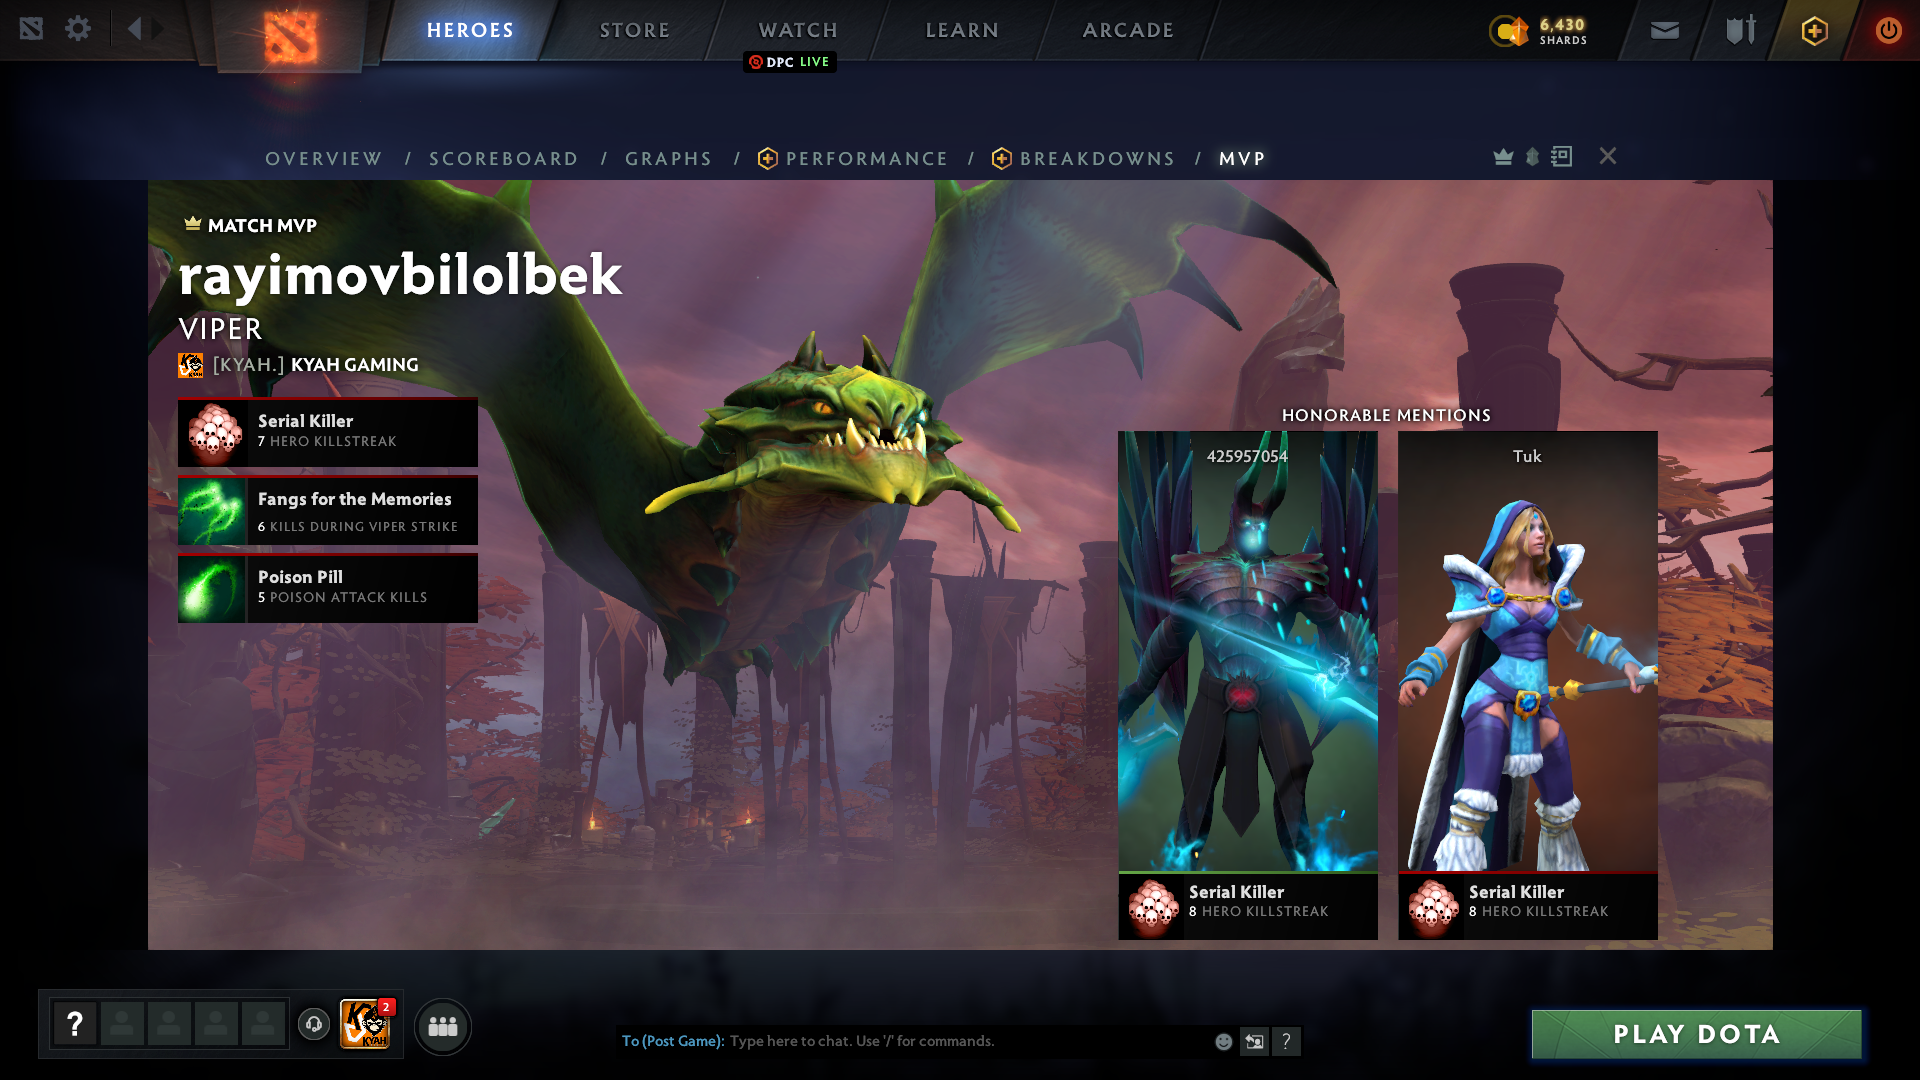 HEROES
STORE
WATCH
LEARN
ARCADE
6,430
SHARDS
DPC LIVE
OVERVIEW / SCOREBOARD / GRAPHS / PERFORMANCE / BREAKDOWNS / MVP
MATCH MVP
rayimovbilolbek
VIPER
[KYAH.] KYAH GAMING
Serial Killer
7 HERO KILLSTREAK
Fangs for the Memories
6 KILLS DURING VIPER STRIKE
Poison Pill
5 POISON ATTACK KILLS
HONORABLE MENTIONS
425957054
Serial Killer
8 HERO KILLSTREAK
Tuk
Serial Killer
8 HERO KILLSTREAK
?
2
KYAH
To (Post Game): Type here to chat. Use '/' for commands.
?
PLAY DOTA